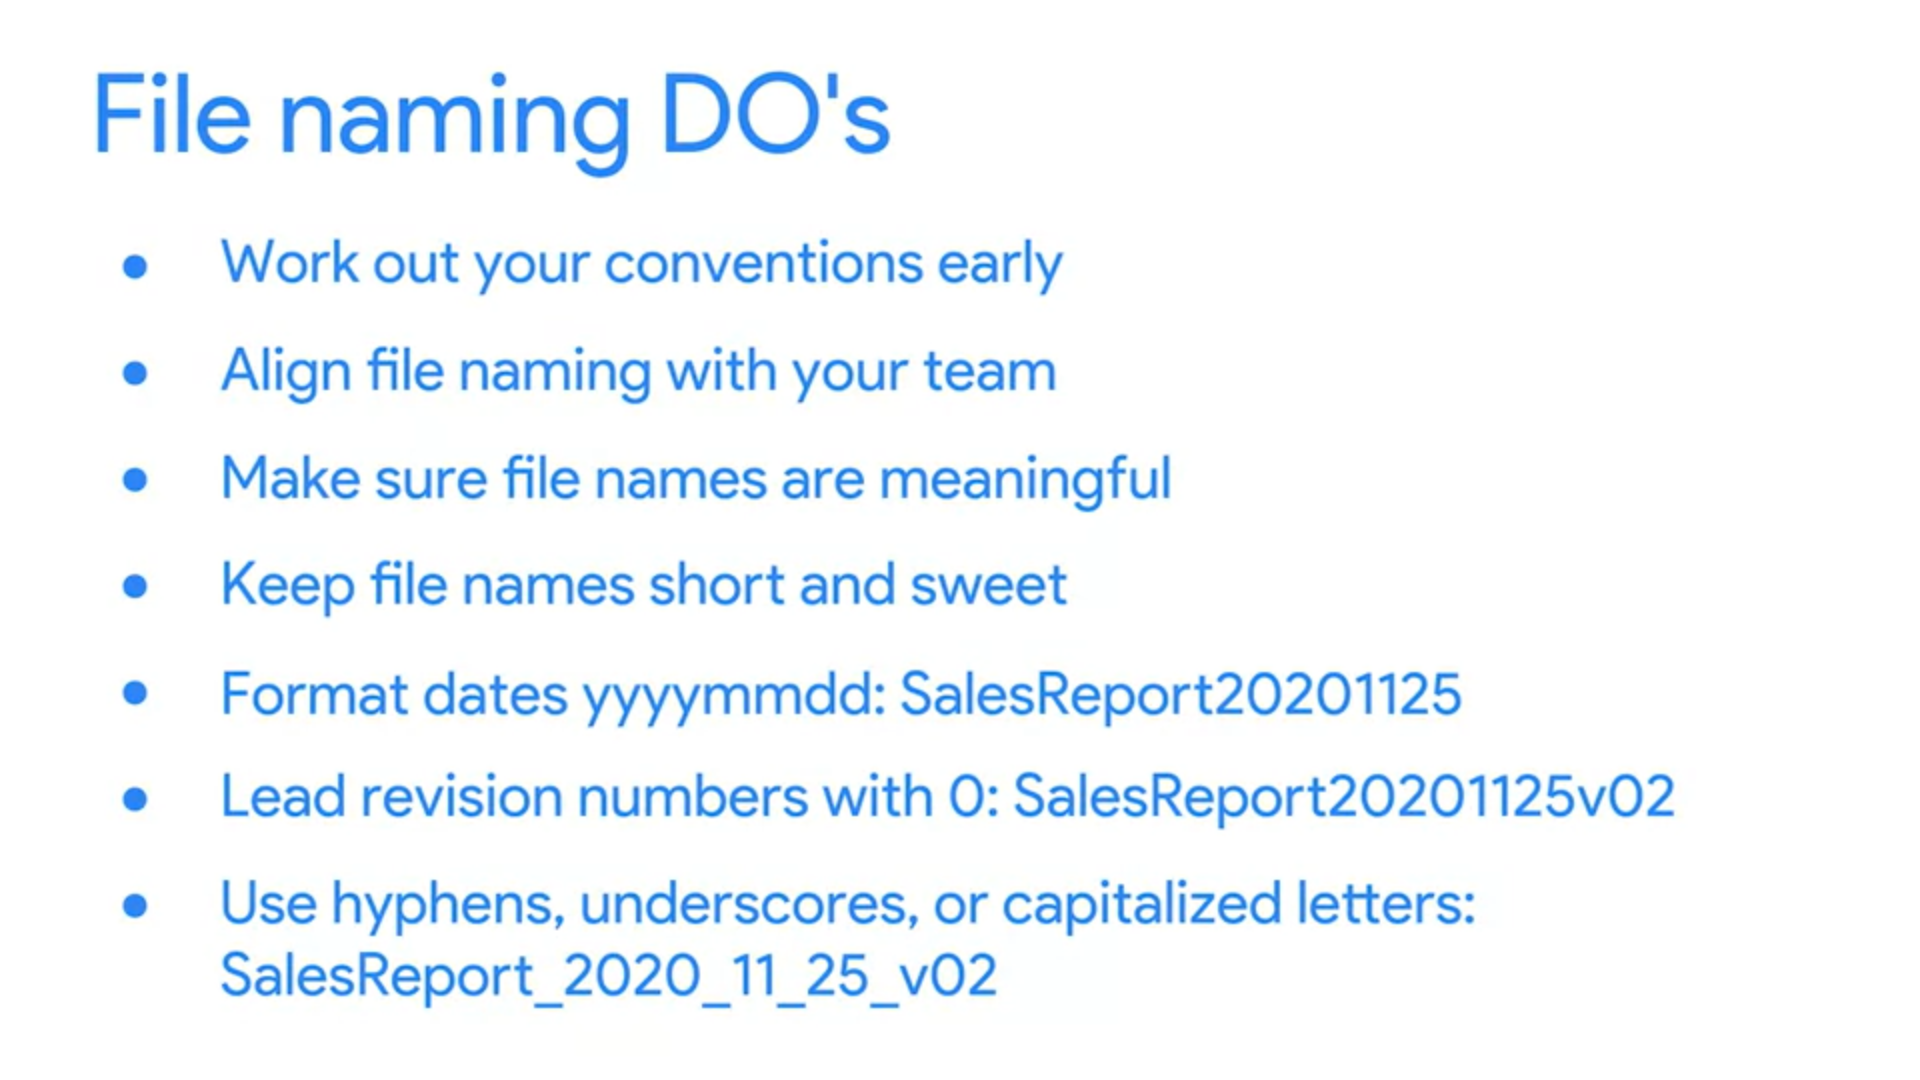 File naming DO's
● Work out your conventions early
● Align file naming with your team
● Make sure file names are meaningful
● Keep file names short and sweet
● Format dates yyyymmdd: SalesReport20201125
● Lead revision numbers with 0: SalesReport20201125v02
● Use hyphens, underscores, or capitalized letters:
SalesReport_2020_11_25_v02